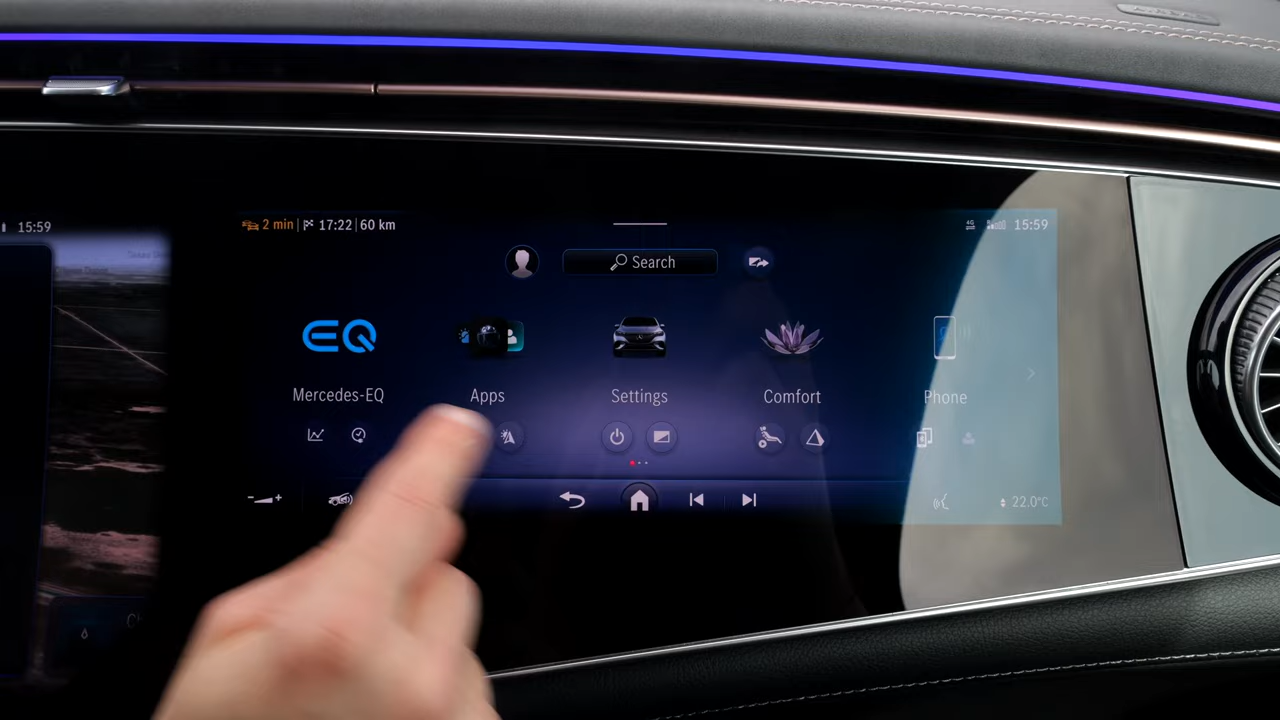 15:59
2 min | 17:22 | 60 km
4G
15:59
Search
EQ
Mercedes-EQ
Apps
Settings
Comfort
Phone
22.0°C